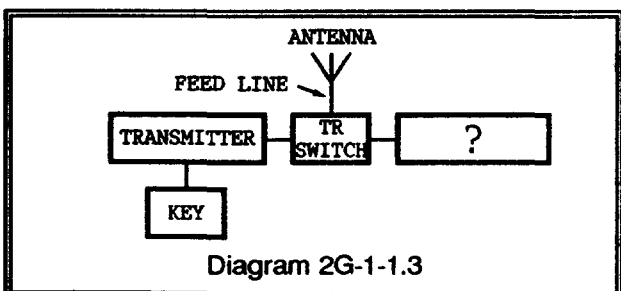 ANTENNA
FEED LINE
TRANSMITTER
TR
SWITCH
?
KEY
Diagram 2G-1-1.3